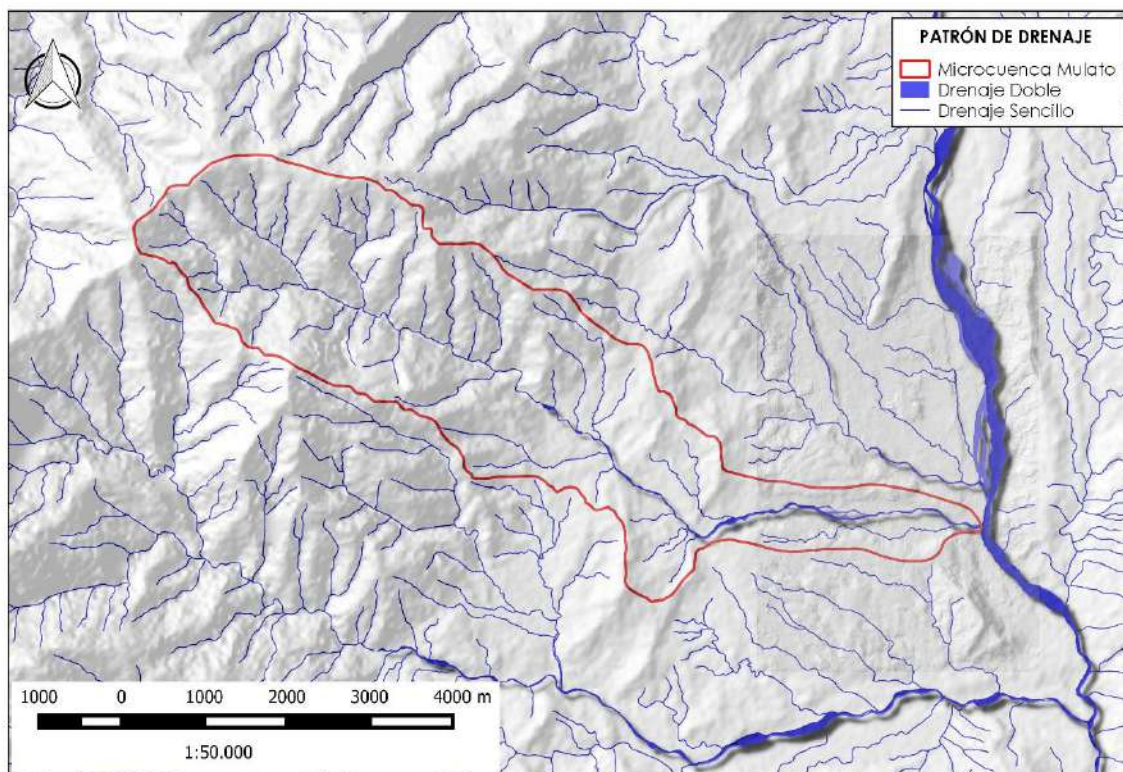 PATRÓN DE DRENAJE
Microcuenca Mulato
Drenaje Doble
Drenaje Sencillo
1000 0 1000 2000 3000 4000 m
1:50.000